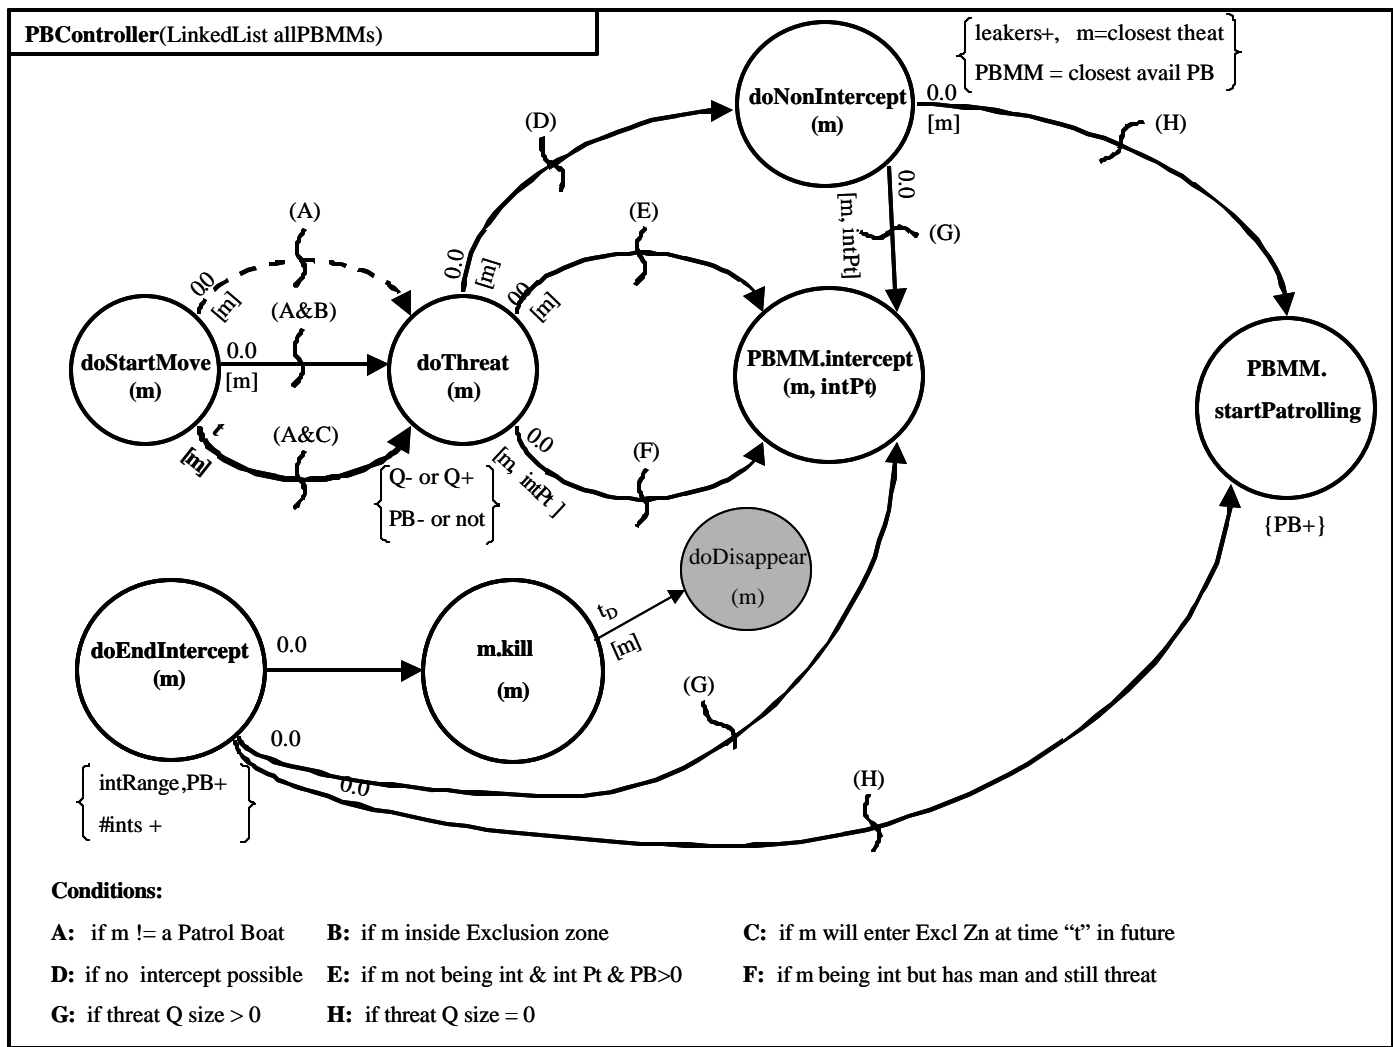 PBController(LinkedList allPBMMs)
leakers+, m=closest theat
PBMM = closest avail PB
doNonIntercept
(m)
0.0
[m]
(H)
(D)
0.0
[m, intPt]
(G)
(A)
(E)
0.0
[m]
00
[m]
00
[m]
(A&B)
doStartMove
(m)
0.0
[m]
doThreat
(m)
PBMM.intercept
(m, intPt)
PBMM.
startPatrolling
t
[m]
(A&C)
0.0
[m, intPt ]
(F)
Q- or Q+
PB- or not
{PB+}
doDisappear
(m)
tD
[m]
doEndIntercept
(m)
0.0
m.kill
(m)
(G)
0.0
0.0
(H)
intRange,PB+
#ints +
Conditions:
A: if m != a Patrol Boat B: if m inside Exclusion zone C: if m will enter Excl Zn at time “t” in future
D: if no intercept possible E: if m not being int & int Pt & PB>0 F: if m being int but has man and still threat
G: if threat Q size > 0 H: if threat Q size = 0